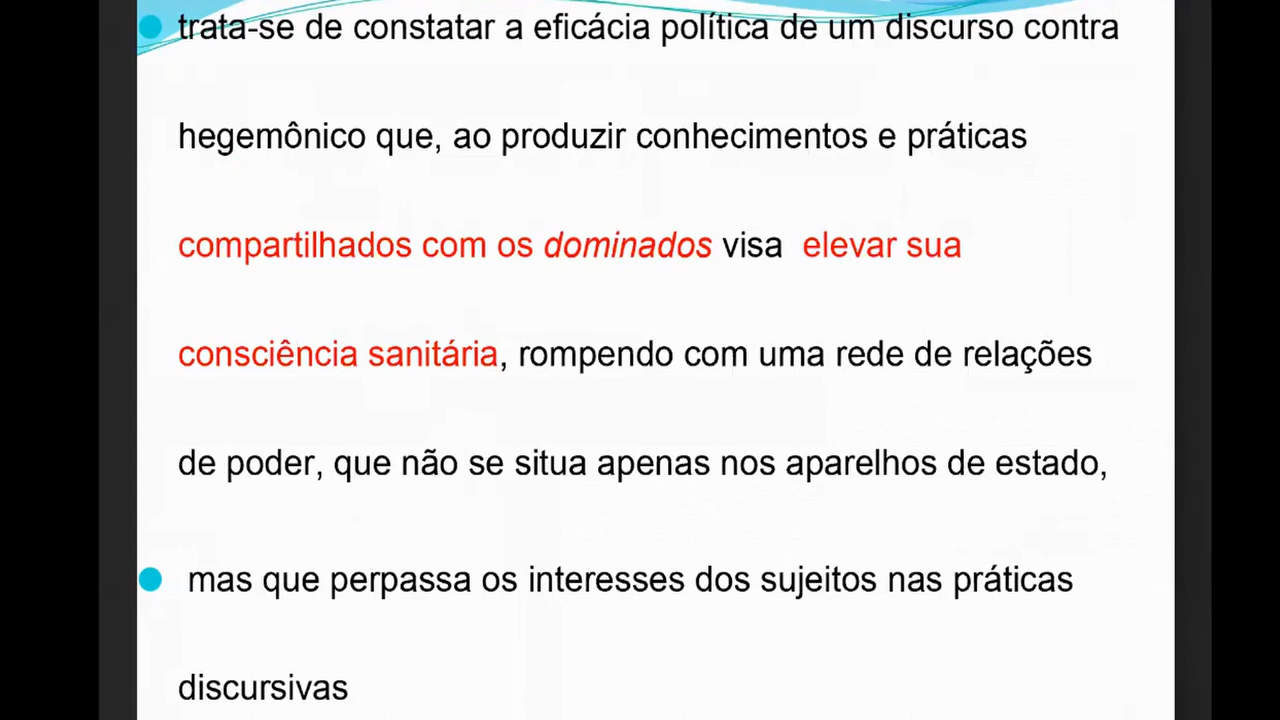 trata-se de constatar a eficácia política de um discurso contra
hegemônico que, ao produzir conhecimentos e práticas
compartilhados com os dominados visa elevar sua
consciência sanitária, rompendo com uma rede de relações
de poder, que não se situa apenas nos aparelhos de estado,
mas que perpassa os interesses dos sujeitos nas práticas
discursivas